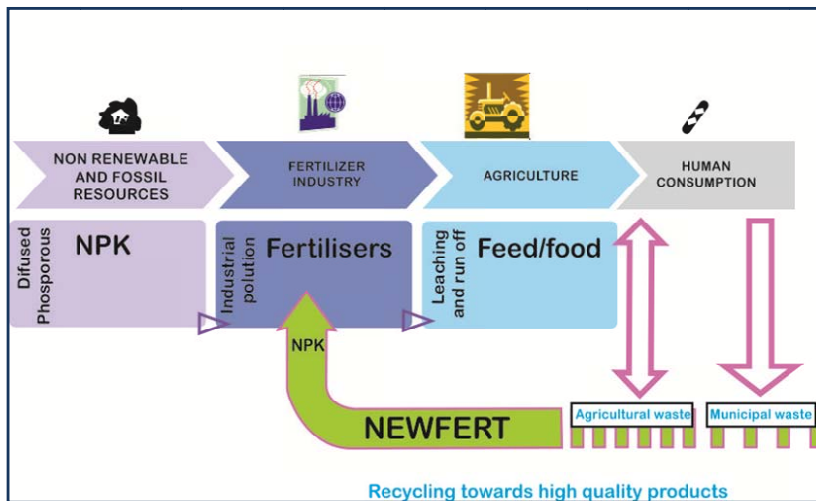 NON RENEWABLE
AND FOSSIL
RESOURCES
FERTILIZER
INDUSTRY
AGRICULTURE
HUMAN
CONSUMPTION
Difused
Phosporous
NPK
Industrial
polution
Fertilisers
Leaching
and run off
Feed/food
NPK
NEWFERT
Agricultural waste
Municipal waste
Recycling towards high quality products